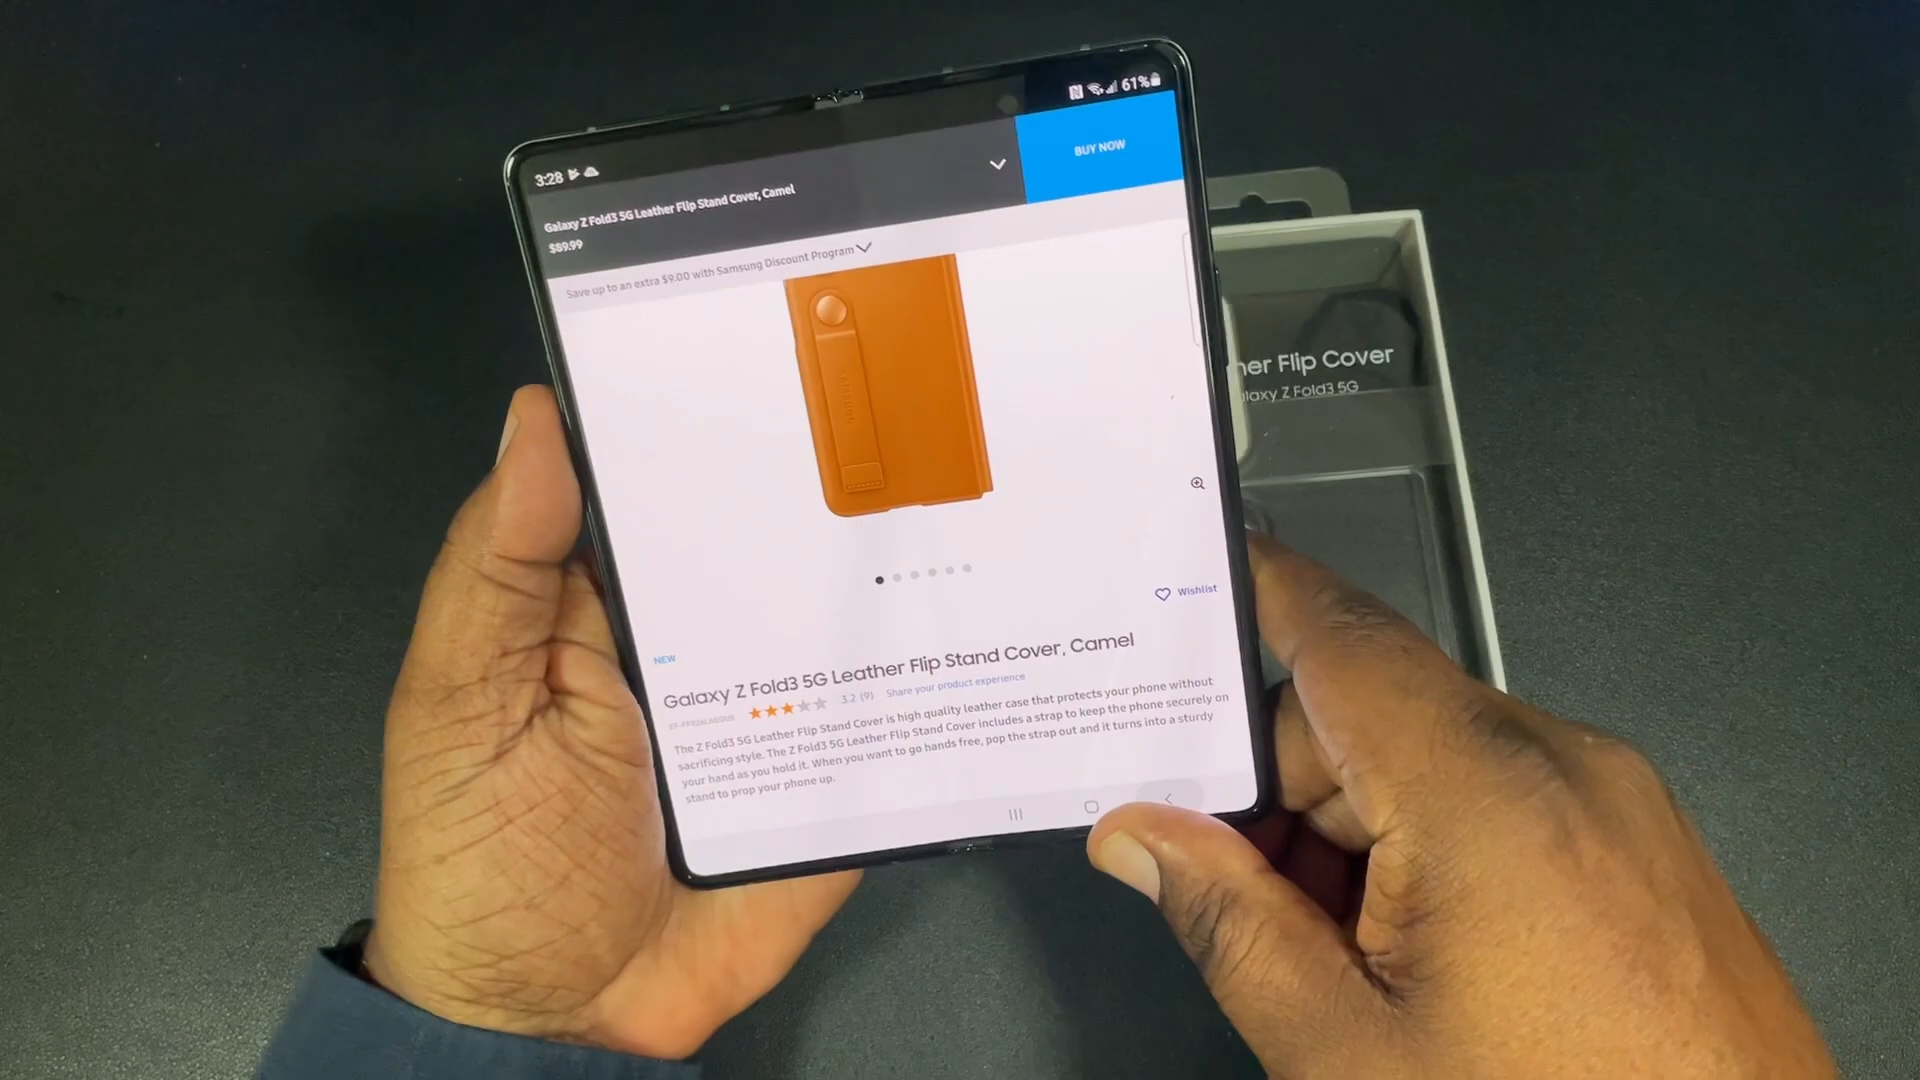 3:28
61%
Galaxy Z Fold3 5G Leather Flip Stand Cover, Camel
$89.99
BUY NOW
Save up to an extra $9.00 with Samsung Discount Program
SAMSUNG
Wishlist
NEW
Galaxy Z Fold3 5G Leather Flip Stand Cover, Camel
3.2 (9) Share your product experience
The Z Fold3 5G Leather Flip Stand Cover is high quality leather case that protects your phone without
sacrificing style. The Z Fold3 5G Leather Flip Stand Cover includes a strap to keep the phone securely on
your hand as you hold it. When you want to go hands free, pop the strap out and it turns into a sturdy
stand to prop your phone up.
her Flip Cover
laxy Z Fold3 5G